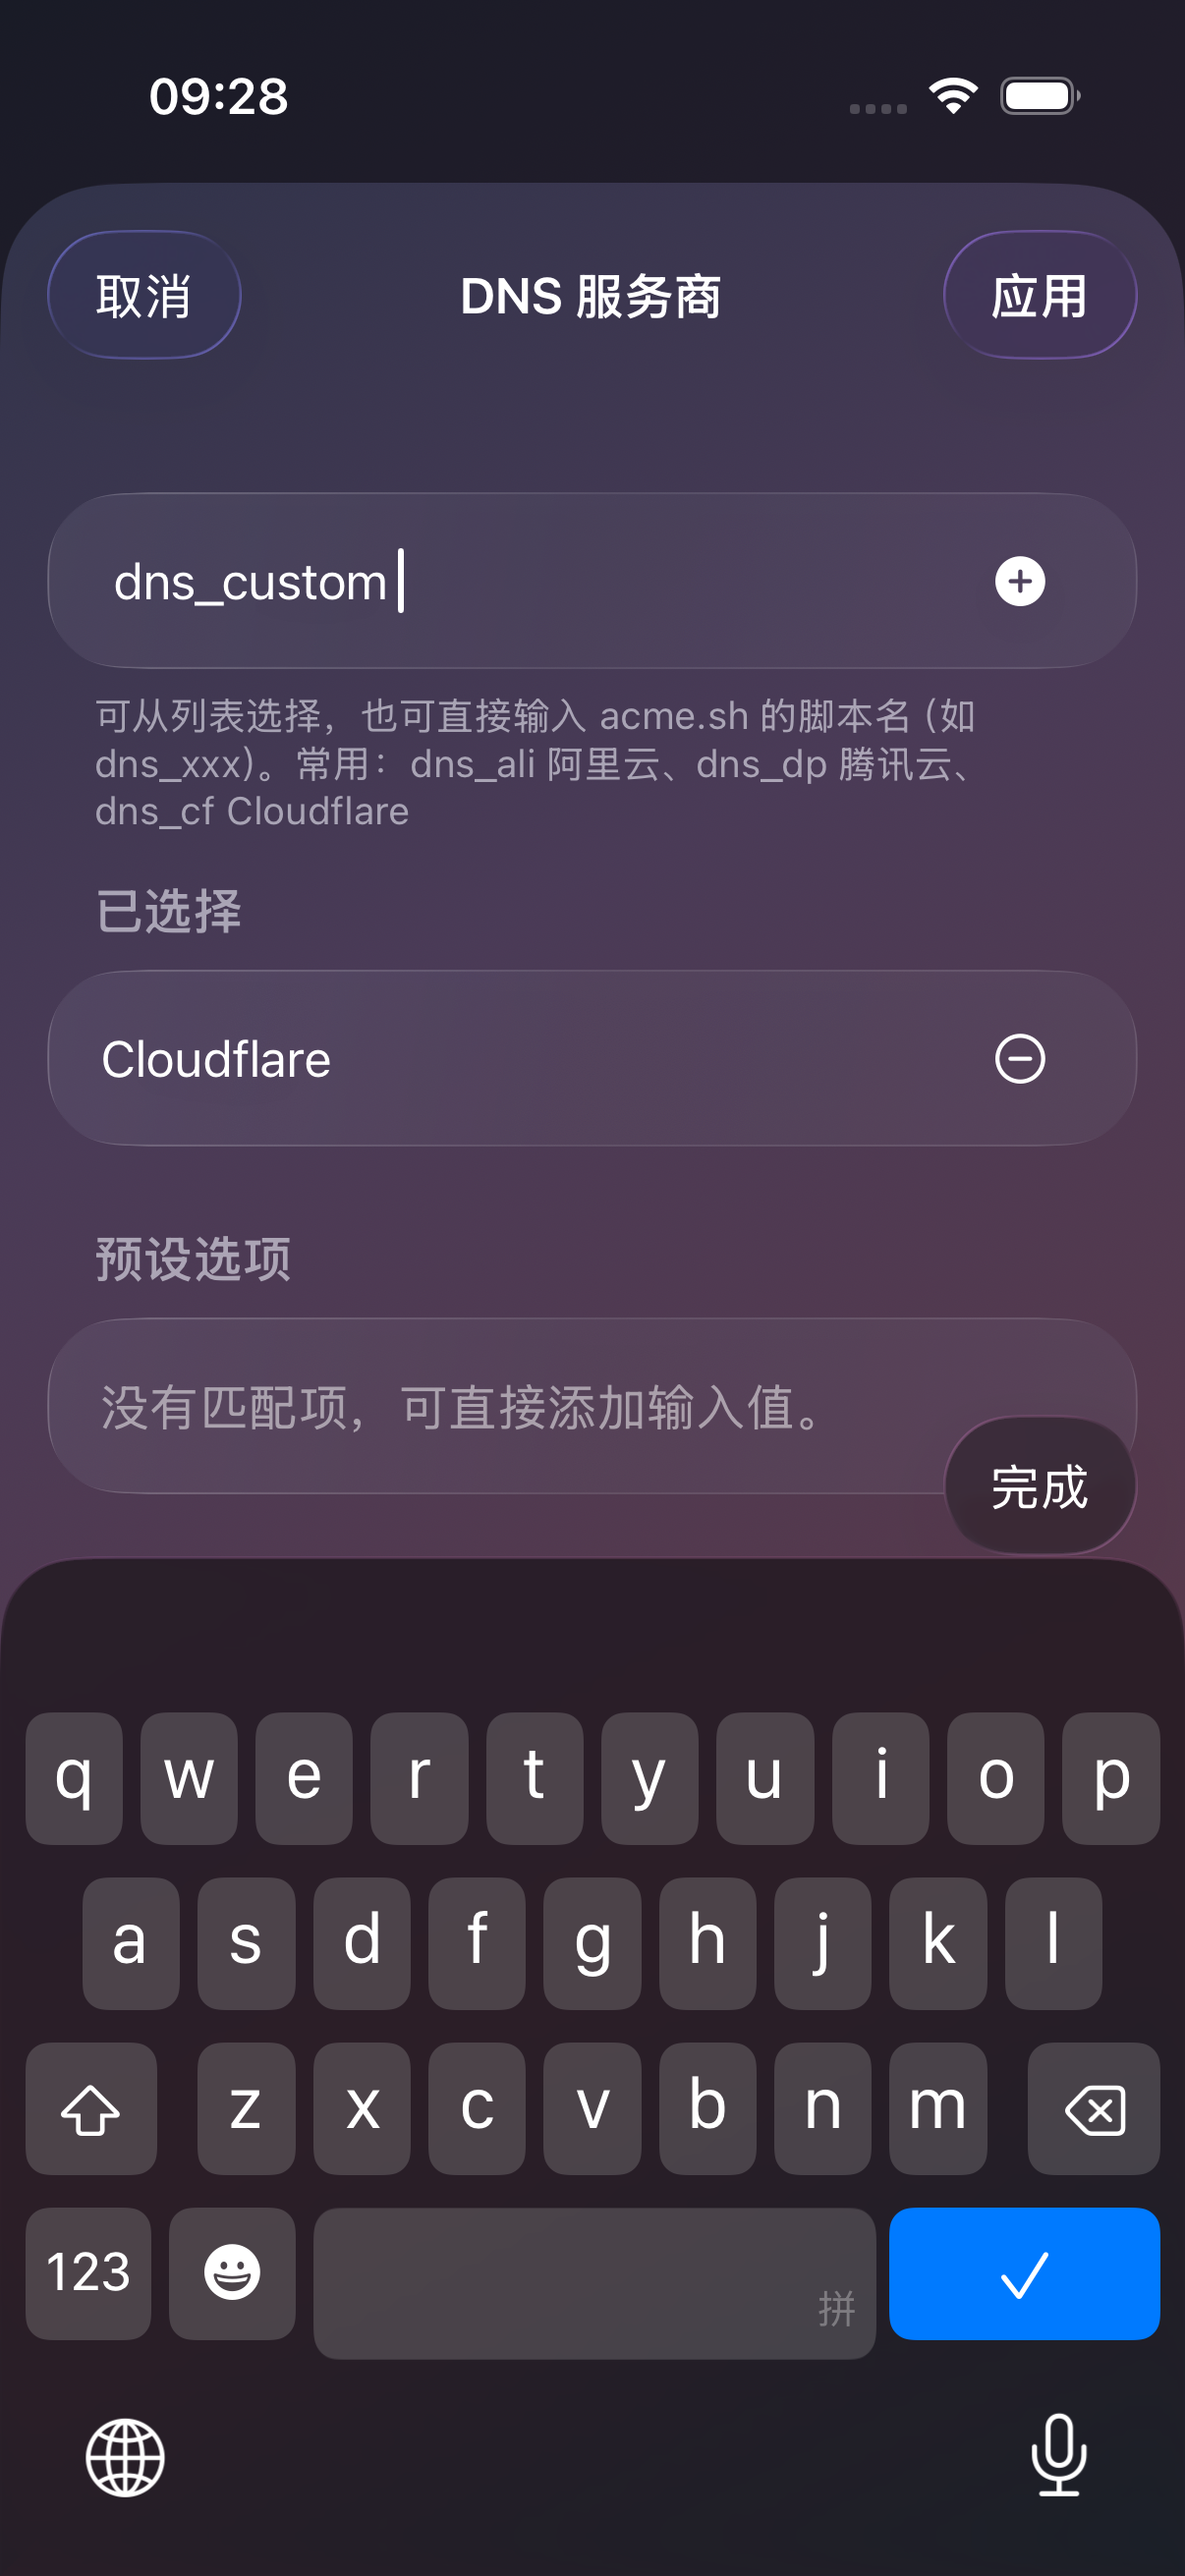 09:28
取消
DNS 服务商
应用
dns_custom
可从列表选择，也可直接输入 acme.sh 的脚本名 (如
dns_xxx)。常用：dns_ali 阿里云、dns_dp 腾讯云、
dns_cf Cloudflare
已选择
Cloudflare
预设选项
没有匹配项，可直接添加输入值。
完成
q w e r t y u i o p
a s d f g h j k l
z x c v b n m
123
拼